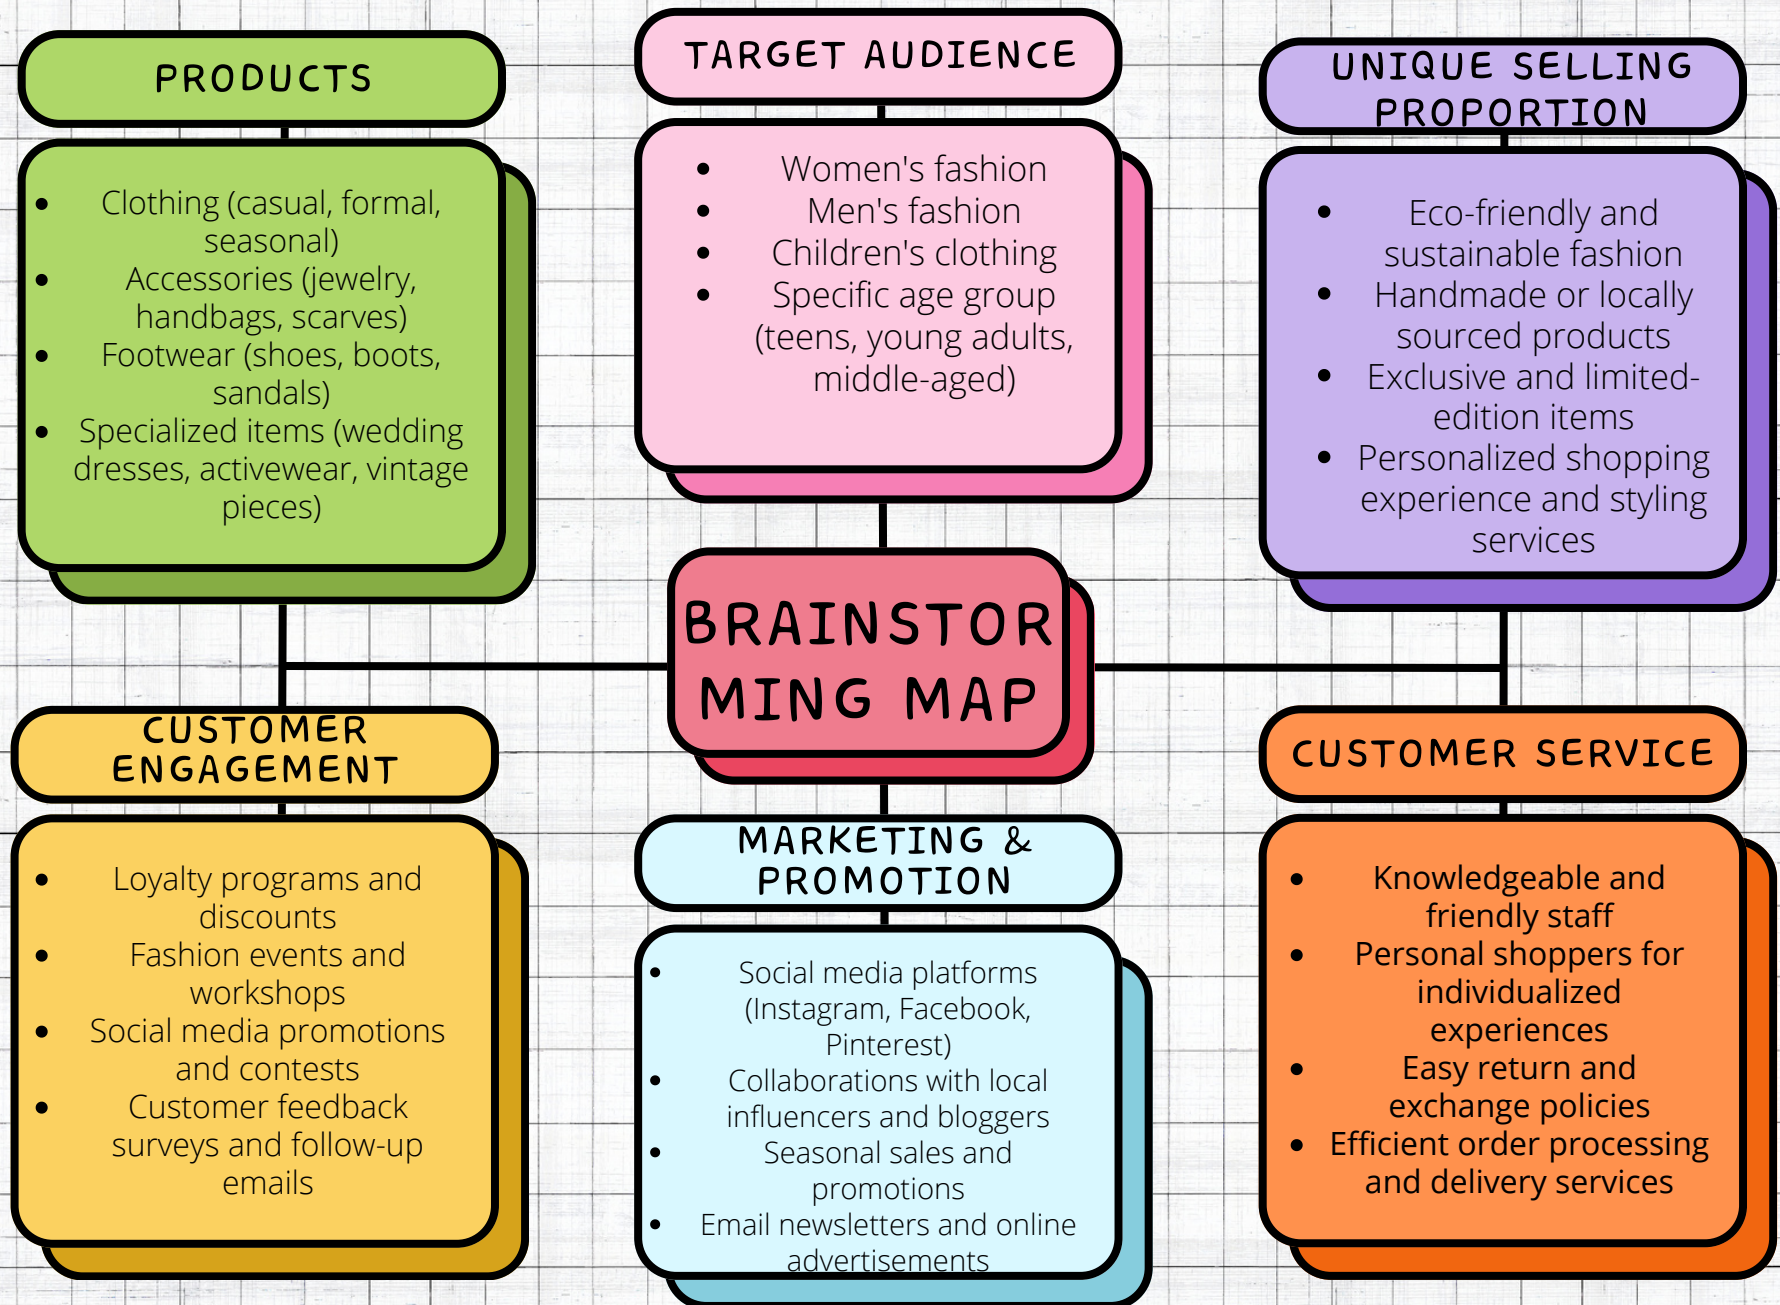 PRODUCTS
• Clothing (casual, formal,
seasonal)
• Accessories (jewelry,
handbags, scarves)
• Footwear (shoes, boots,
sandals)
• Specialized items (wedding
dresses, activewear, vintage
pieces)
TARGET AUDIENCE
• Women's fashion
• Men's fashion
• Children's clothing
• Specific age group
(teens, young adults,
middle-aged)
UNIQUE SELLING
PROPORTION
• Eco-friendly and
sustainable fashion
• Handmade or locally
sourced products
• Exclusive and limited-
edition items
• Personalized shopping
experience and styling
services
BRAINSTOR
MING MAP
CUSTOMER
ENGAGEMENT
• Loyalty programs and
discounts
• Fashion events and
workshops
• Social media promotions
and contests
• Customer feedback
surveys and follow-up
emails
MARKETING &
PROMOTION
• Social media platforms
(Instagram, Facebook,
Pinterest)
• Collaborations with local
influencers and bloggers
• Seasonal sales and
promotions
• Email newsletters and online
advertisements
CUSTOMER SERVICE
• Knowledgeable and
friendly staff
• Personal shoppers for
individualized
experiences
• Easy return and
exchange policies
• Efficient order processing
and delivery services